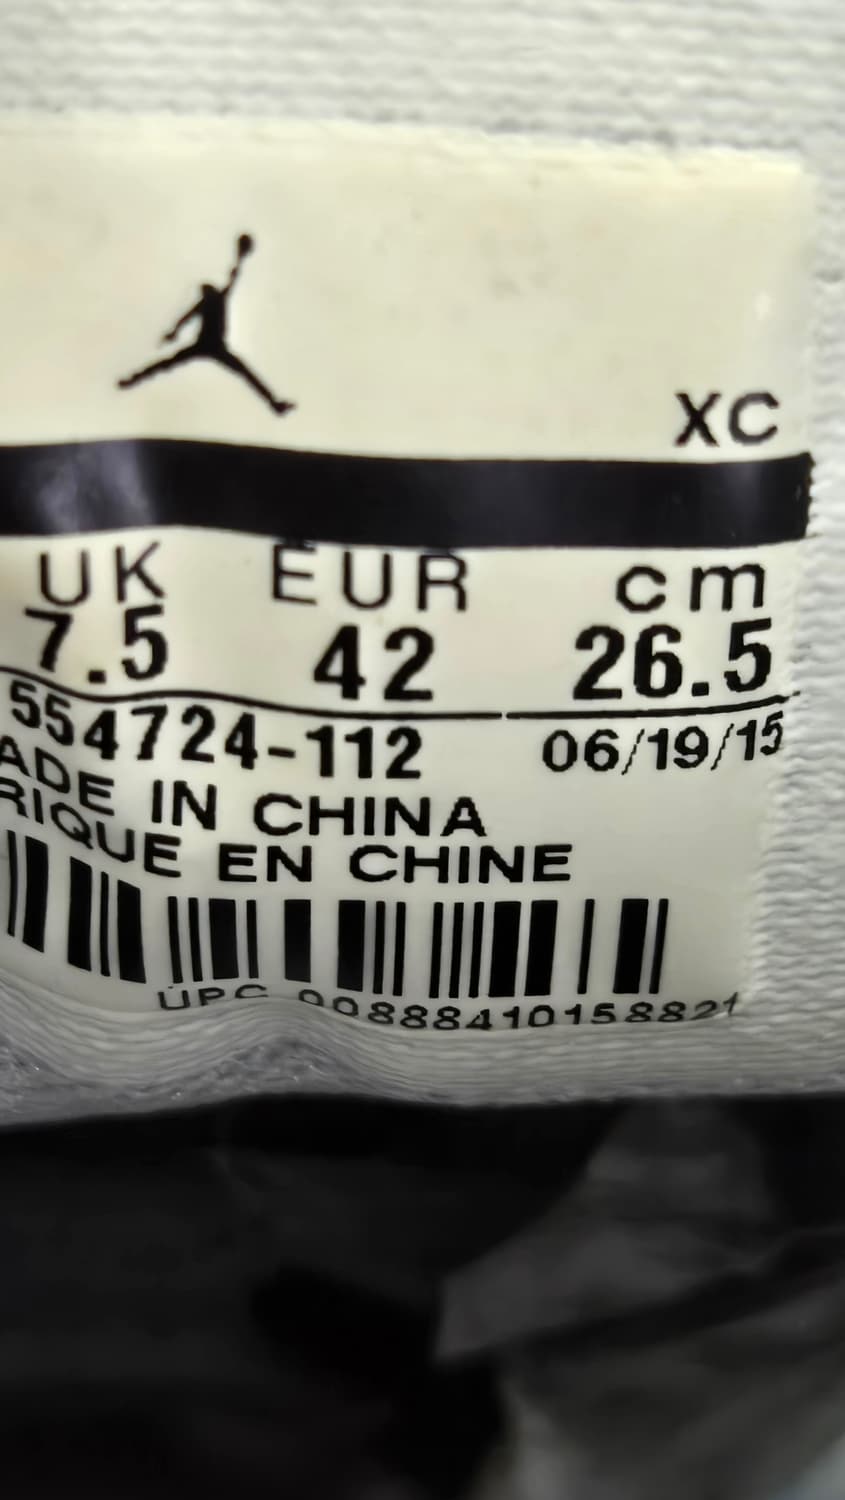 XC
UK EUR cm
7.5 42 26.5
554724-112 06/19/15
ADE IN CHINA
RIQUE EN CHINE
UPC 00888410158821